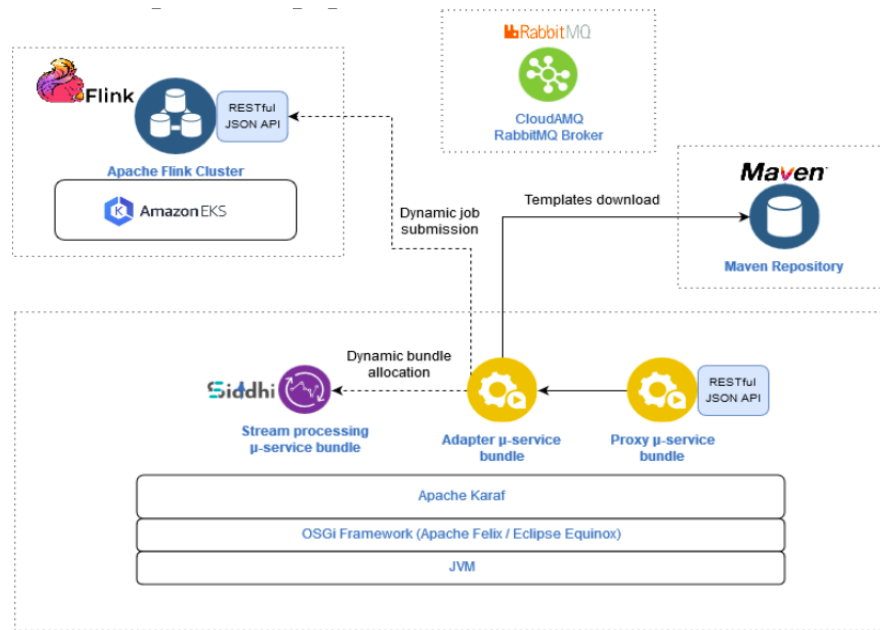 RabbitMQ
CloudAMQ
RabbitMQ Broker
Flink
RESTful
JSON API
Apache Flink Cluster
Amazon EKS
Maven
Maven Repository
Templates download
Dynamic job
submission
Dynamic bundle
allocation
Siddhi
Stream processing
μ-service bundle
Adapter μ-service
bundle
Proxy μ-service
bundle
RESTful
JSON API
Apache Karaf
OSGi Framework (Apache Felix / Eclipse Equinox)
JVM